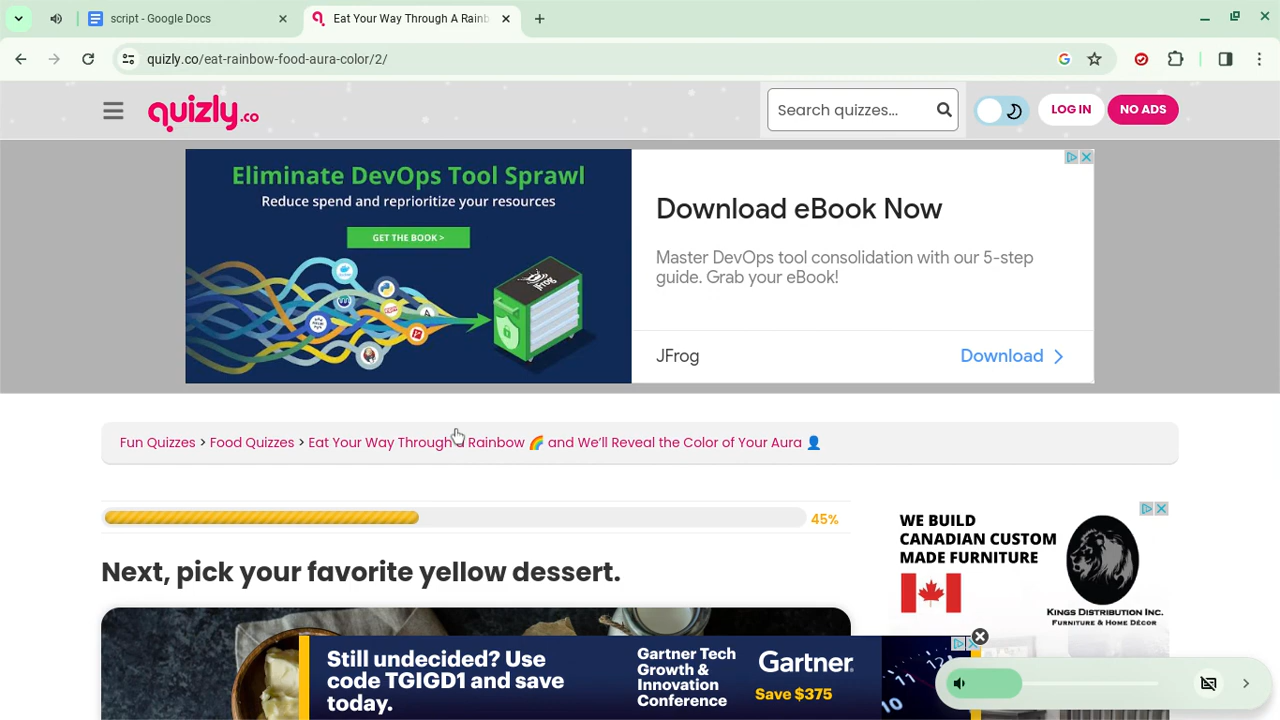 script - Google Docs
Eat Your Way Through A Rainb
quizly.co/eat-rainbow-food-aura-color/2/
quizly.co
Search quizzes...
LOG IN
NO ADS
Eliminate DevOps Tool Sprawl
Reduce spend and reprioritize your resources
GET THE BOOK >
JFrog
Download eBook Now
Master DevOps tool consolidation with our 5-step
guide. Grab your eBook!
JFrog
Download
Fun Quizzes > Food Quizzes > Eat Your Way Through a Rainbow 🌈 and We'll Reveal the Color of Your Aura 👤
45%
Next, pick your favorite yellow dessert.
WE BUILD
CANADIAN CUSTOM
MADE FURNITURE
KINGS DISTRIBUTION INC.
FURNITURE & HOME DÉCOR
Still undecided? Use
code TGIGD1 and save
today.
Gartner Tech
Growth &
Innovation
Conference
Gartner
Save $375
12
11
10